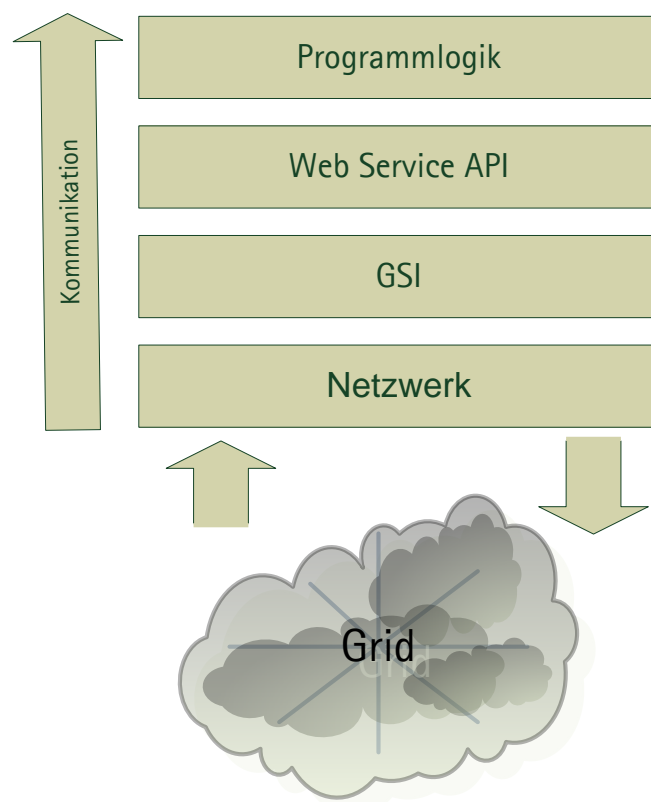 Programmlogik
Web Service API
GSI
Netzwerk
Kommunikation
Grid